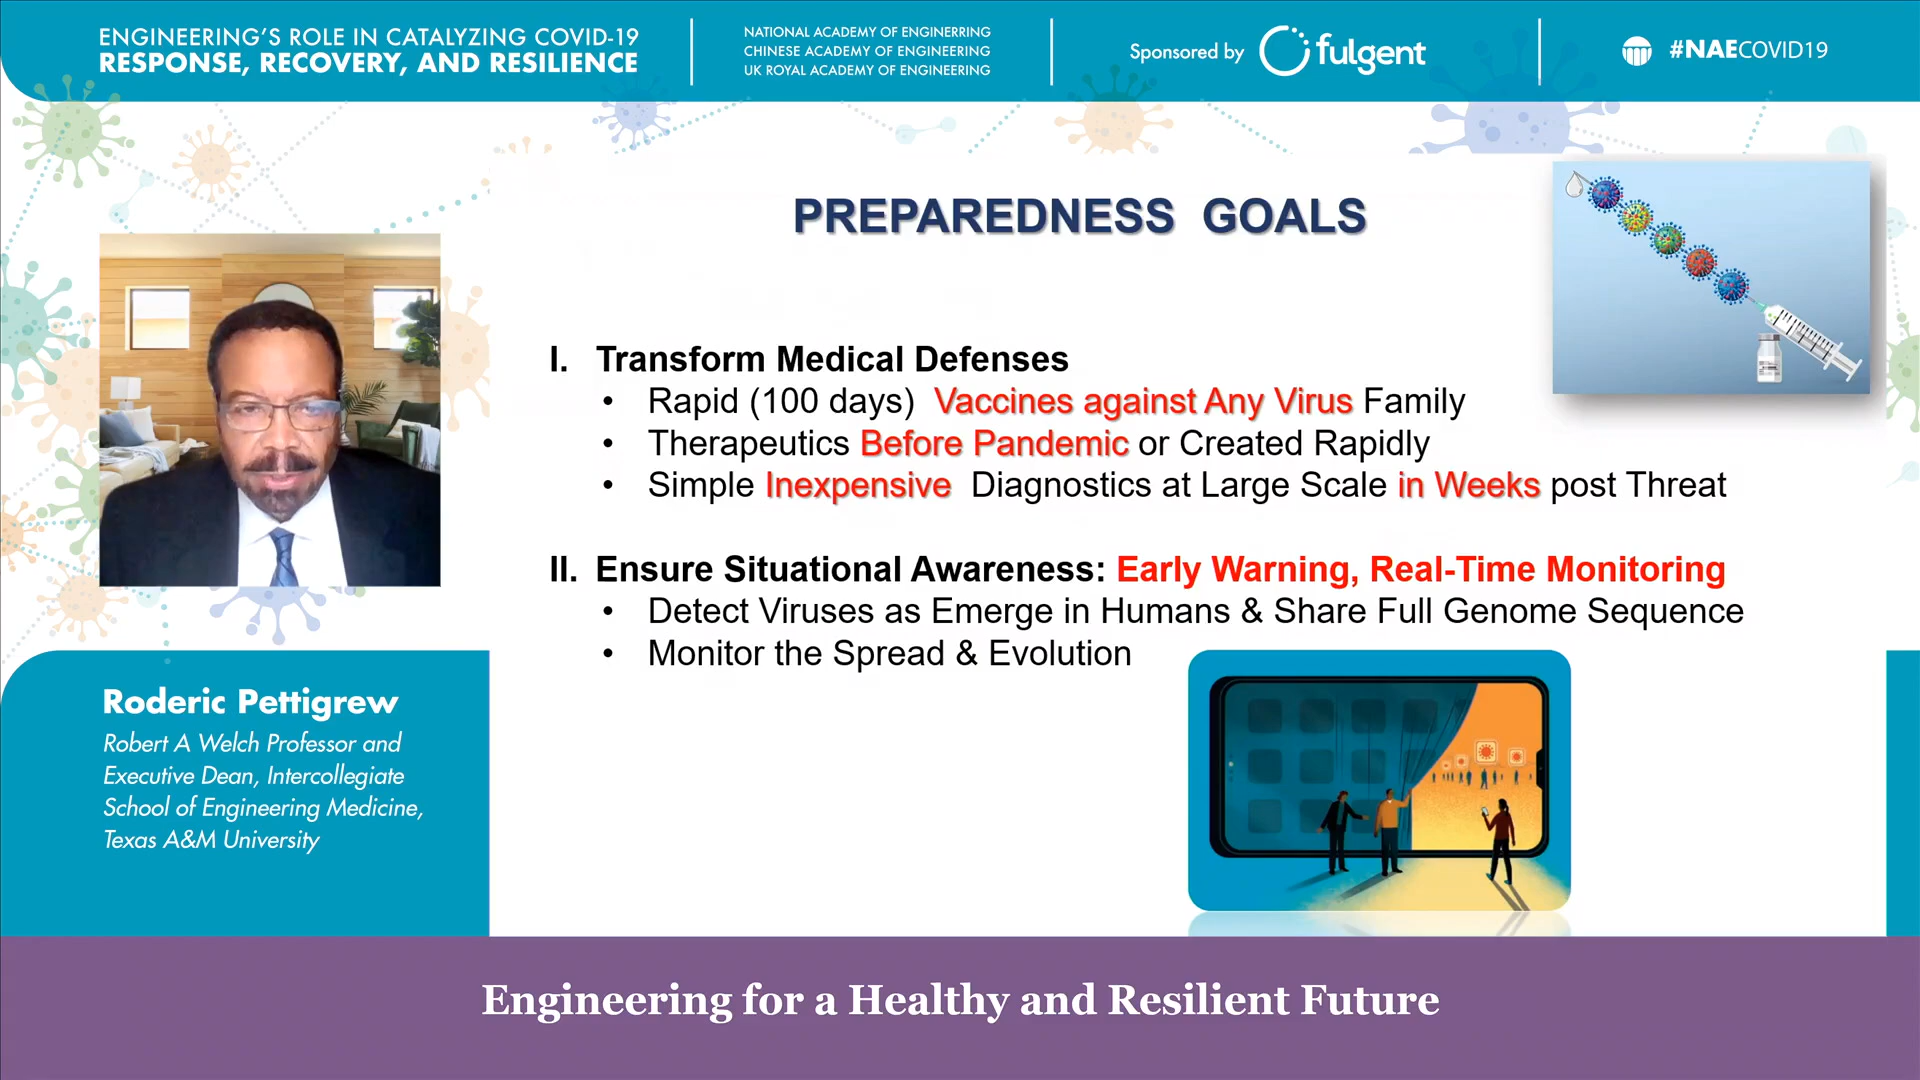 ENGINEERING'S ROLE IN CATALYZING COVID-19
RESPONSE, RECOVERY, AND RESILIENCE
NATIONAL ACADEMY OF ENGINERRING
CHINESE ACADEMY OF ENGINEERING
UK ROYAL ACADEMY OF ENGINEERING
Sponsored by fulgent
#NAECOVID19
PREPAREDNESS GOALS
I. Transform Medical Defenses
• Rapid (100 days) Vaccines against Any Virus Family
• Therapeutics Before Pandemic or Created Rapidly
• Simple Inexpensive Diagnostics at Large Scale in Weeks post Threat
II. Ensure Situational Awareness: Early Warning, Real-Time Monitoring
• Detect Viruses as Emerge in Humans & Share Full Genome Sequence
• Monitor the Spread & Evolution
Roderic Pettigrew
Robert A Welch Professor and
Executive Dean, Intercollegiate
School of Engineering Medicine,
Texas A&M University
Engineering for a Healthy and Resilient Future